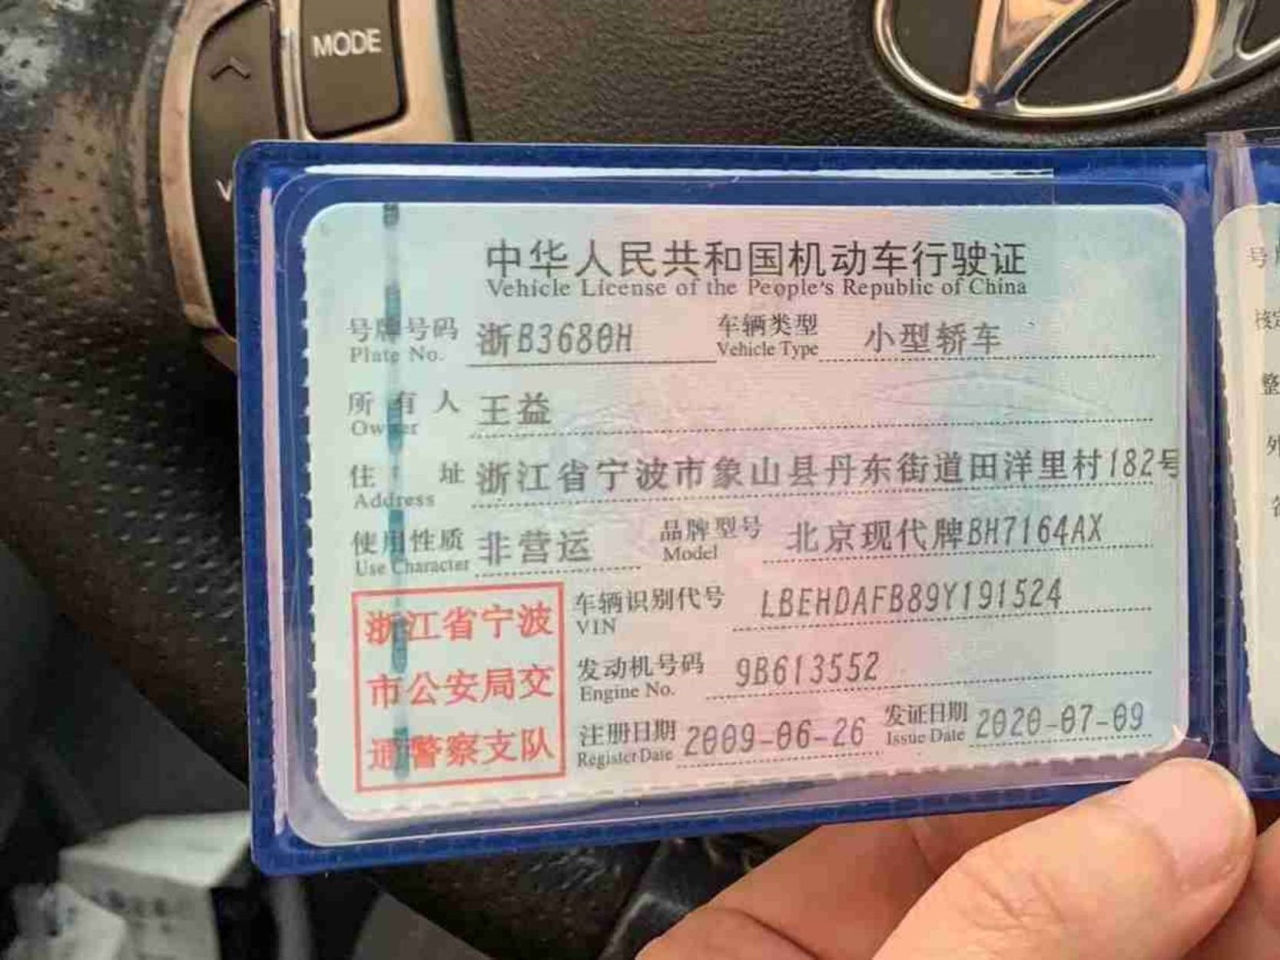 MODE
中华人民共和国机动车行驶证
Vehicle License of the People's Republic of China
号牌号码 浙B3680H 车辆类型 小型轿车
Plate No. Vehicle Type
所有人 王益
Owner
住址 浙江省宁波市象山县丹东街道田洋里村182号
Address
使用性质 非营运 品牌型号 北京现代牌BH7164AX
Use Character Model
浙江省宁波
市公安局交
通警察支队
车辆识别代号 LBEHDAFB89Y191524
VIN
发动机号码 9B613552
Engine No.
注册日期 2009-06-26 发证日期 2020-07-09
Register Date Issue Date